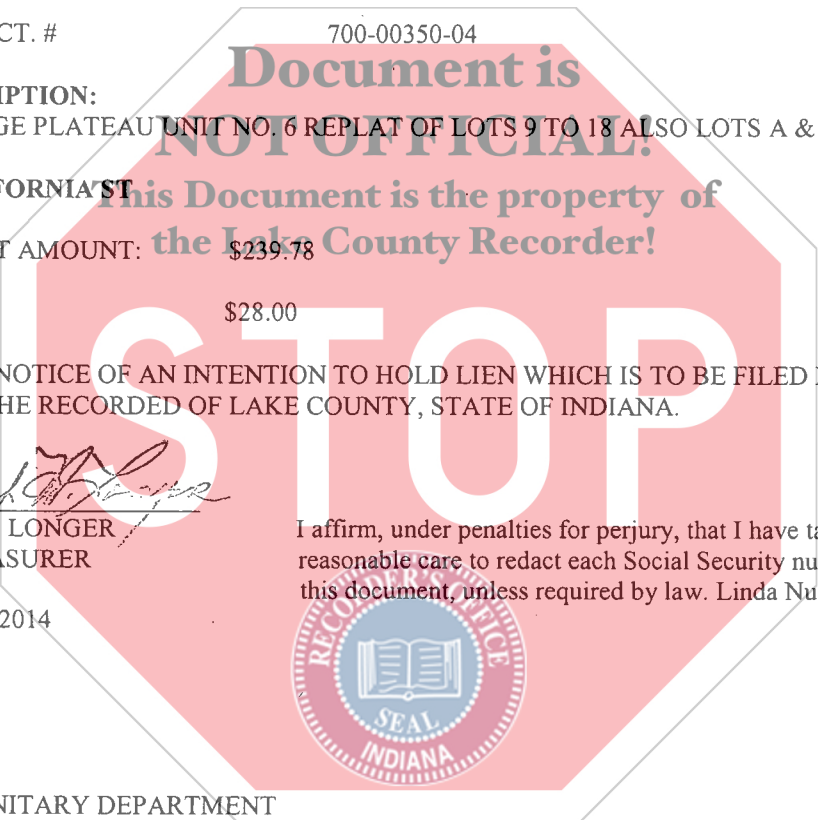 CT. # 700-00350-04
Document is
IPTION:
GE PLATEAU UNIT NO. 6 REPLAT OF LOTS 9 TO 18 ALSO LOTS A &
NOT OFFICIAL!
FORNIA ST
This Document is the property of
T AMOUNT: $239.78
the Lake County Recorder!
$28.00
STOP
NOTICE OF AN INTENTION TO HOLD LIEN WHICH IS TO BE FILED
HE RECORDED OF LAKE COUNTY, STATE OF INDIANA.
LONGER
ASURER
I affirm, under penalties for perjury, that I have ta
reasonable care to redact each Social Security nu
this document, unless required by law. Linda Nu
2014
RECORDER'S OFFICE
SEAL
INDIANA
NITARY DEPARTMENT